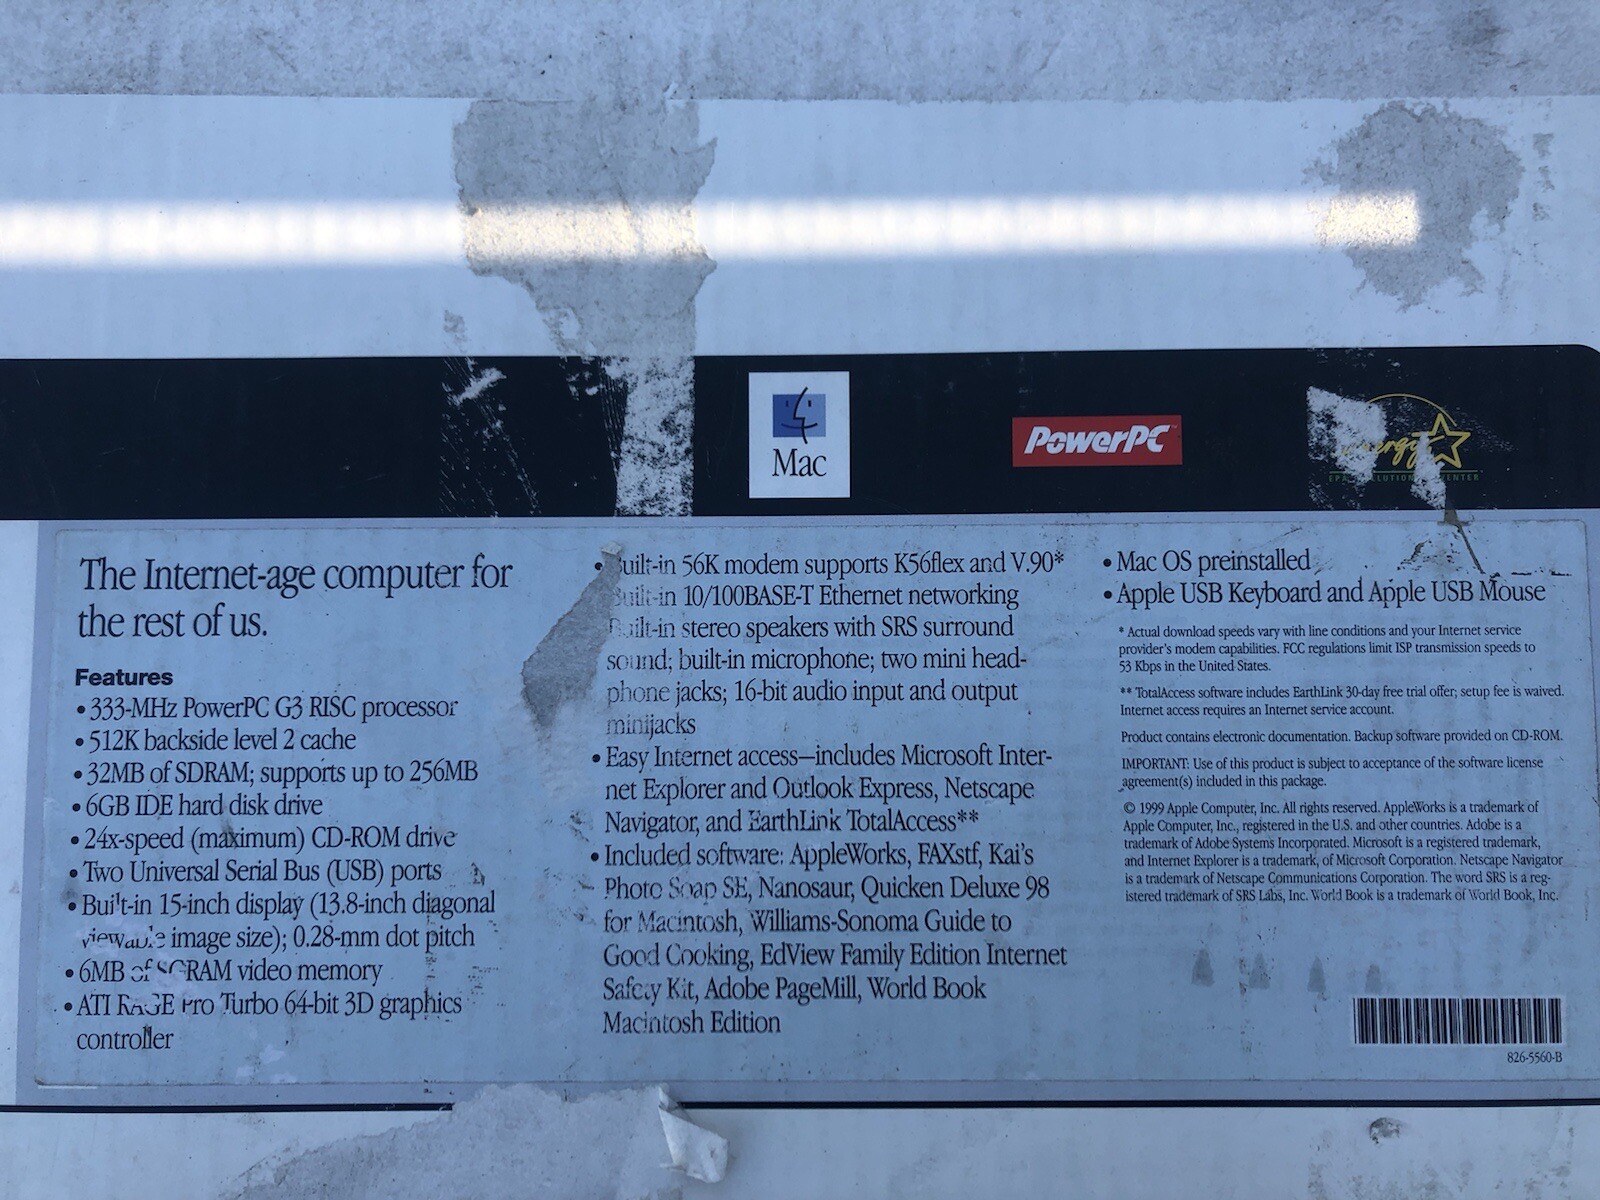 Mac
PowerPC
The Internet-age computer for
the rest of us.
Features
• 333-MHz PowerPC G3 RISC processor
• 512K backside level 2 cache
• 32MB of SDRAM; supports up to 256MB
• 6GB IDE hard disk drive
• 24x-speed (maximum) CD-ROM drive
• Two Universal Serial Bus (USB) ports
• Built-in 15-inch display (13.8-inch diagonal
viewable image size); 0.28-mm dot pitch
• 6MB of SGRAM video memory
• ATI RAGE Pro Turbo 64-bit 3D graphics
controller
• Built-in 56K modem supports K56flex and V.90*
Built-in 10/100BASE-T Ethernet networking
Built-in stereo speakers with SRS surround
sound; built-in microphone; two mini head-
phone jacks; 16-bit audio input and output
minijacks
• Easy Internet access—includes Microsoft Inter-
net Explorer and Outlook Express, Netscape
Navigator, and EarthLink TotalAccess**
• Included software: AppleWorks, FAXstf, Kai's
Photo Soap SE, Nanosaur, Quicken Deluxe 98
for Macintosh, Williams-Sonoma Guide to
Good Cooking, EdView Family Edition Internet
Safety Kit, Adobe PageMill, World Book
Macintosh Edition
• Mac OS preinstalled
• Apple USB Keyboard and Apple USB Mouse
* Actual download speeds vary with line conditions and your Internet service
provider's modem capabilities. FCC regulations limit ISP transmission speeds to
53 Kbps in the United States.
** TotalAccess software includes EarthLink 30-day free trial offer; setup fee is waived.
Internet access requires an Internet service account.
Product contains electronic documentation. Backup software provided on CD-ROM.
IMPORTANT: Use of this product is subject to acceptance of the software license
agreement(s) included in this package.
© 1999 Apple Computer, Inc. All rights reserved. AppleWorks is a trademark of
Apple Computer, Inc., registered in the U.S. and other countries. Adobe is a
trademark of Adobe Systems Incorporated. Microsoft is a registered trademark,
and Internet Explorer is a trademark, of Microsoft Corporation. Netscape Navigator
is a trademark of Netscape Communications Corporation. The word SRS is a reg-
istered trademark of SRS Labs, Inc. World Book is a trademark of World Book, Inc.
826-5560-B